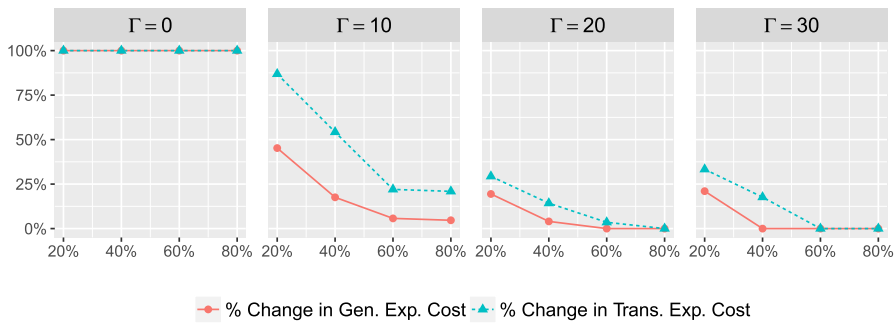 Γ = 0 Γ = 10 Γ = 20 Γ = 30
100%
75%
50%
25%
0%
20% 40% 60% 80% 20% 40% 60% 80% 20% 40% 60% 80% 20% 40% 60% 80%
% Change in Gen. Exp. Cost % Change in Trans. Exp. Cost